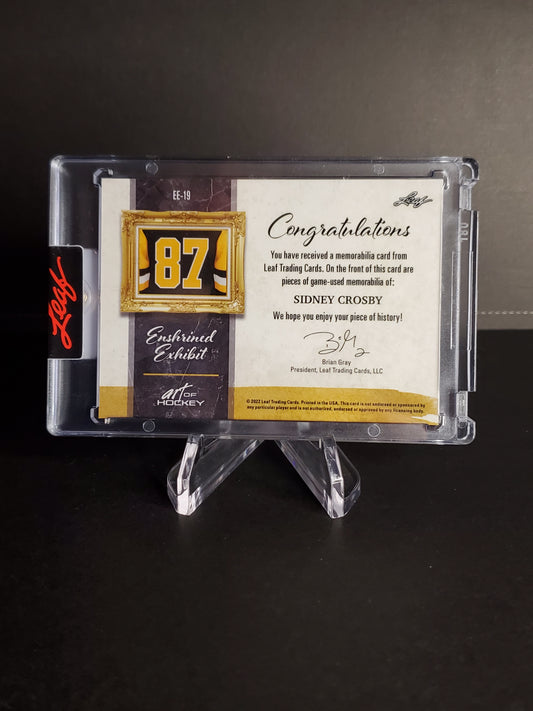 Leaf
EE-19
87
Enshrined
Exhibit
art OF
HOCKEY
Leaf
Congratulations
You have received a memorabilia card from
Leaf Trading Cards. On the front of this card are
pieces of game-used memorabilia of:
SIDNEY CROSBY
We hope you enjoy your piece of history!
Brian Gray
President, Leaf Trading Cards, LLC
© 2022 Leaf Trading Cards. Printed in the USA. This card is not endorsed or sponsored by
any particular player and is not authorized, endorsed or approved by any licensing body.